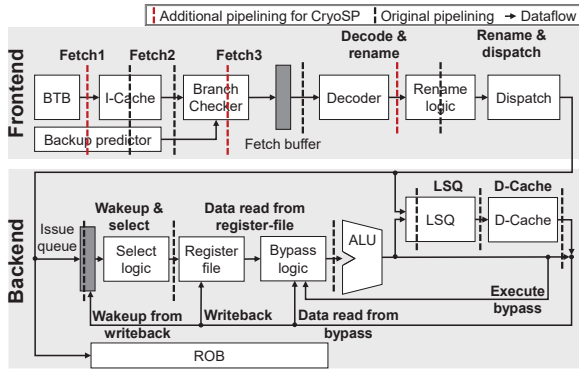 Additional pipelining for CryoSP
Original pipelining
Dataflow
Frontend
Fetch1
Fetch2
Fetch3
Decode &
rename
Rename &
dispatch
BTB
I-Cache
Branch
Checker
Decoder
Rename
logic
Dispatch
Backup predictor
Fetch buffer
Backend
LSQ
D-Cache
Wakeup &
select
Data read from
register-file
Issue
queue
ALU
LSQ
D-Cache
Select
logic
Register
file
Bypass
logic
Execute
bypass
Wakeup from
writeback
Writeback
Data read from
bypass
ROB